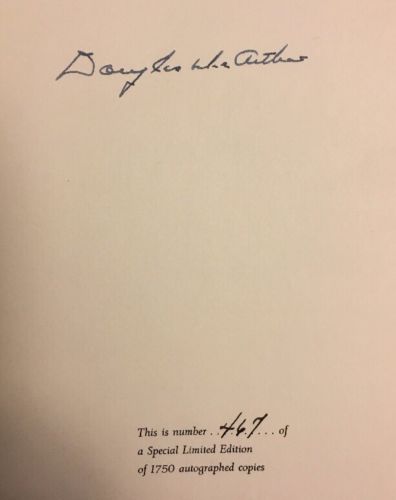 Douglas MacArthur
This is number . . 467 . . . of
a Special Limited Edition
of 1750 autographed copies